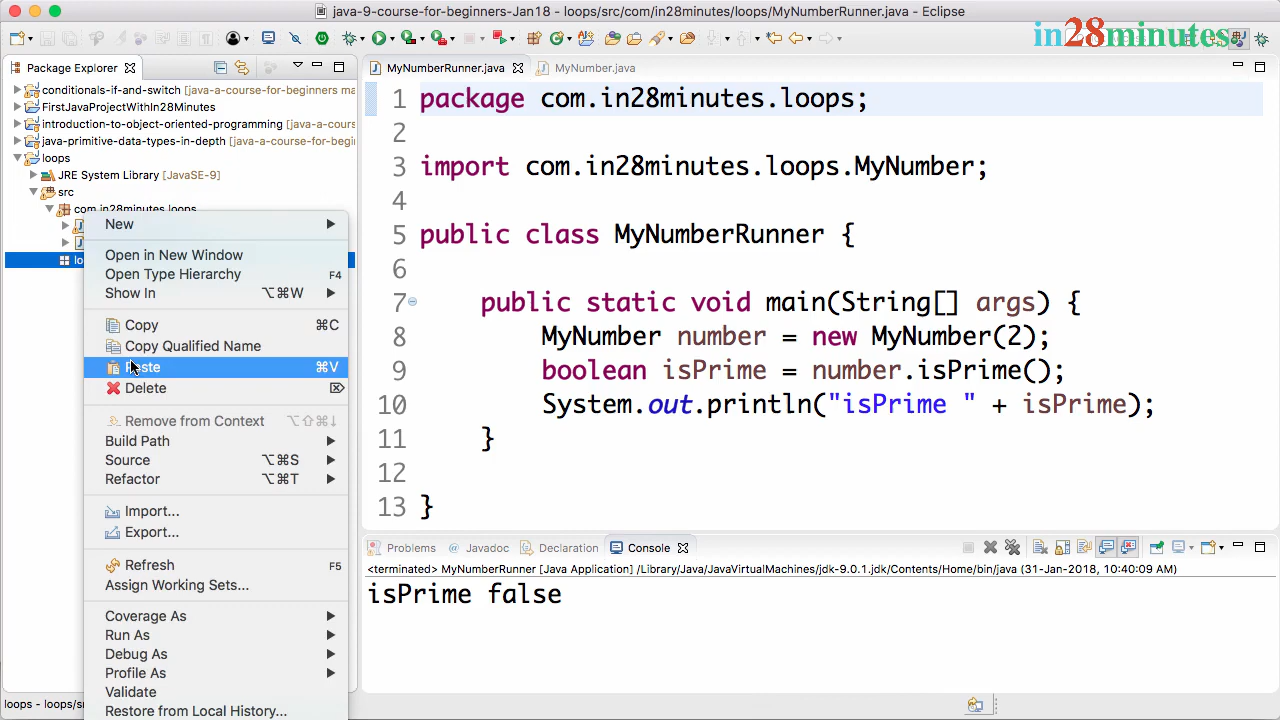 java-9-course-for-beginners-Jan18 - loops/src/com/in28minutes/loops/MyNumberRunner.java - Eclipse
in28minutes
Package Explorer
conditionals-if-and-switch [java-a-course-for-beginners ma
FirstJavaProjectWithIn28Minutes
introduction-to-object-oriented-programming [java-a-cours
java-primitive-data-types-in-depth [java-a-course-for-begi
loops
JRE System Library [JavaSE-9]
src
com.in28minutes.loops
lo
New
Open in New Window
Open Type Hierarchy F4
Show In ⌥⌘W
Copy ⌘C
Copy Qualified Name
Paste ⌘V
Delete ⌦
Remove from Context ⌥⇧⌘↓
Build Path
Source ⌥⌘S
Refactor ⌥⌘T
Import...
Export...
Refresh F5
Assign Working Sets...
Coverage As
Run As
Debug As
Profile As
Validate
Restore from Local History...
loops - loops/s
MyNumberRunner.java MyNumber.java
1 package com.in28minutes.loops;
2
3 import com.in28minutes.loops.MyNumber;
4
5 public class MyNumberRunner {
6
7 public static void main(String[] args) {
8 MyNumber number = new MyNumber(2);
9 boolean isPrime = number.isPrime();
10 System.out.println("isPrime " + isPrime);
11 }
12
13 }
Problems @ Javadoc Declaration Console
<terminated> MyNumberRunner [Java Application] /Library/Java/JavaVirtualMachines/jdk-9.0.1.jdk/Contents/Home/bin/java (31-Jan-2018, 10:40:09 AM)
isPrime false